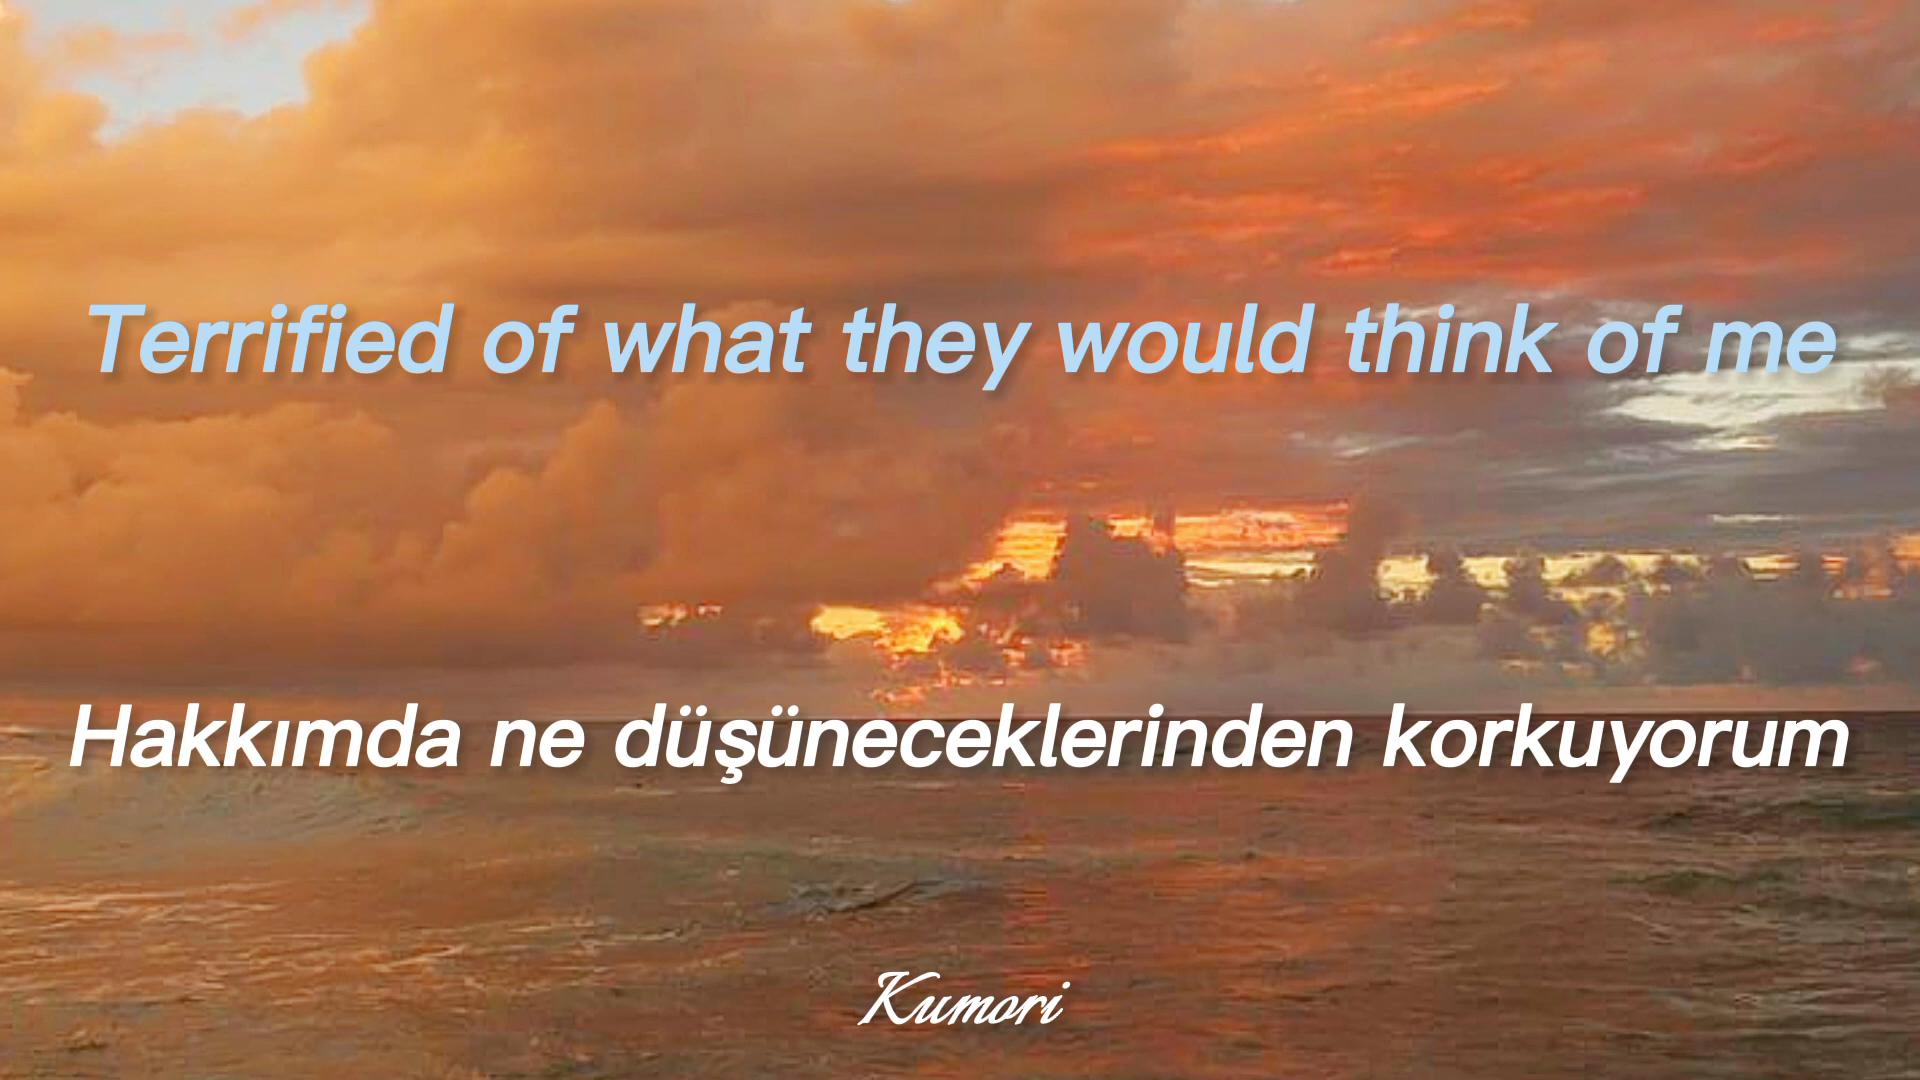 Terrified of what they would think of me
Hakkımda ne düşüneceklerinden korkuyorum
Kumori